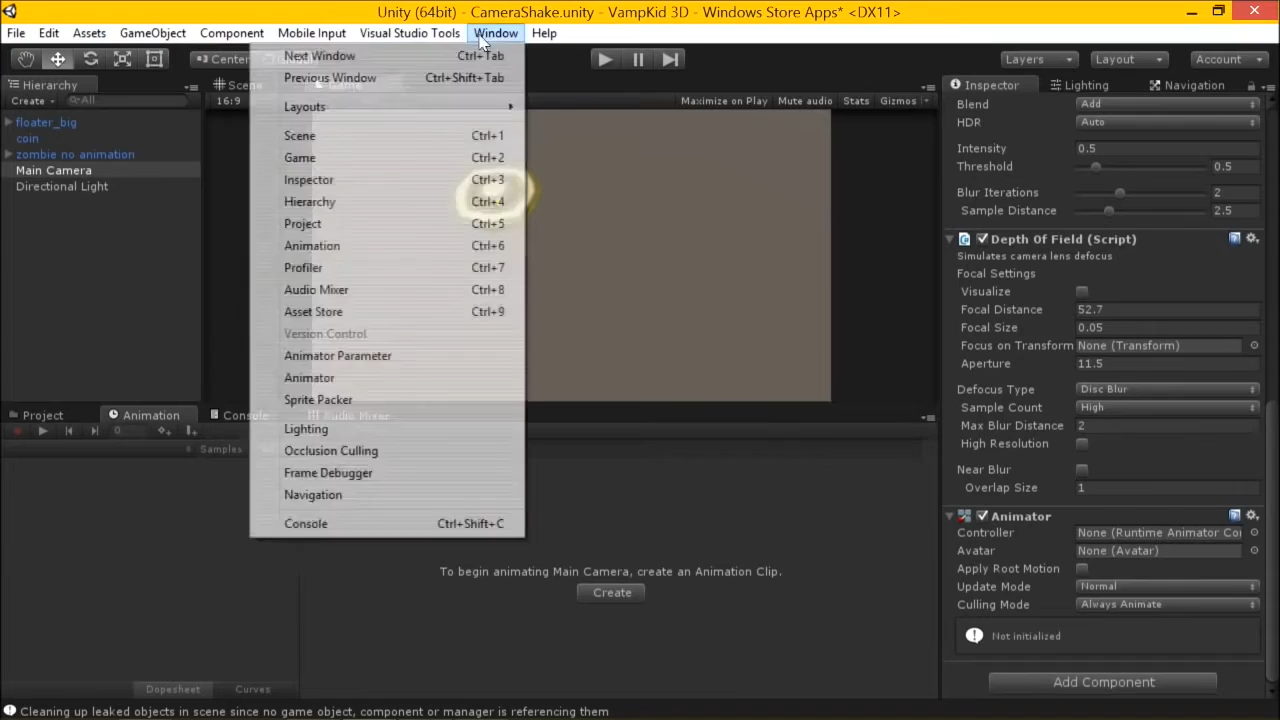 Unity (64bit) - CameraShake.unity - VampKid 3D - Windows Store Apps* <DX11>
File Edit Assets GameObject Component Mobile Input Visual Studio Tools Window Help
Center
Layers Layout Account
Hierarchy
Scene
Game
Inspector Lighting Navigation
Create All
16:9
Maximize on Play Mute audio Stats Gizmos
floater_big
coin
zombie no animation
Main Camera
Directional Light
Next Window Ctrl+Tab
Previous Window Ctrl+Shift+Tab
Layouts
Scene Ctrl+1
Game Ctrl+2
Inspector Ctrl+3
Hierarchy Ctrl+4
Project Ctrl+5
Animation Ctrl+6
Profiler Ctrl+7
Audio Mixer Ctrl+8
Asset Store Ctrl+9
Version Control
Animator Parameter
Animator
Sprite Packer
Lighting
Occlusion Culling
Frame Debugger
Navigation
Console Ctrl+Shift+C
Blend Add
HDR Auto
Intensity 0.5
Threshold 0.5
Blur Iterations 2
Sample Distance 2.5
Depth Of Field (Script)
Simulates camera lens defocus
Focal Settings
Visualize
Focal Distance 52.7
Focal Size 0.05
Focus on Transform None (Transform)
Aperture 11.5
Defocus Type Disc Blur
Sample Count High
Max Blur Distance 2
High Resolution
Near Blur
Overlap Size 1
Animator
Controller None (Runtime Animator Co
Avatar None (Avatar)
Apply Root Motion
Update Mode Normal
Culling Mode Always Animate
Not initialized
Add Component
Project Animation Console Audio Mixer
0
Samples
To begin animating Main Camera, create an Animation Clip.
Create
Dopesheet Curves
Cleaning up leaked objects in scene since no game object, component or manager is referencing them